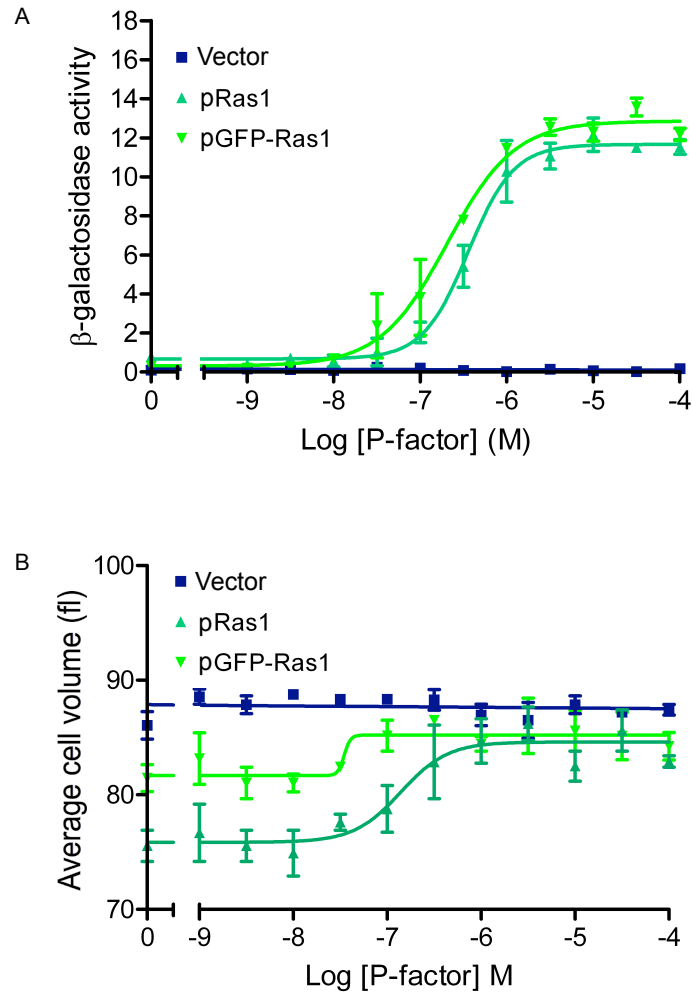 A
18
16
14
12
10
8
6
4
2
0
β-galactosidase activity
Vector
pRas1
pGFP-Ras1
0 -9 -8 -7 -6 -5 -4
Log [P-factor] (M)
B
100
90
80
70
Average cell volume (fl)
Vector
pRas1
pGFP-Ras1
0 -9 -8 -7 -6 -5 -4
Log [P-factor] M